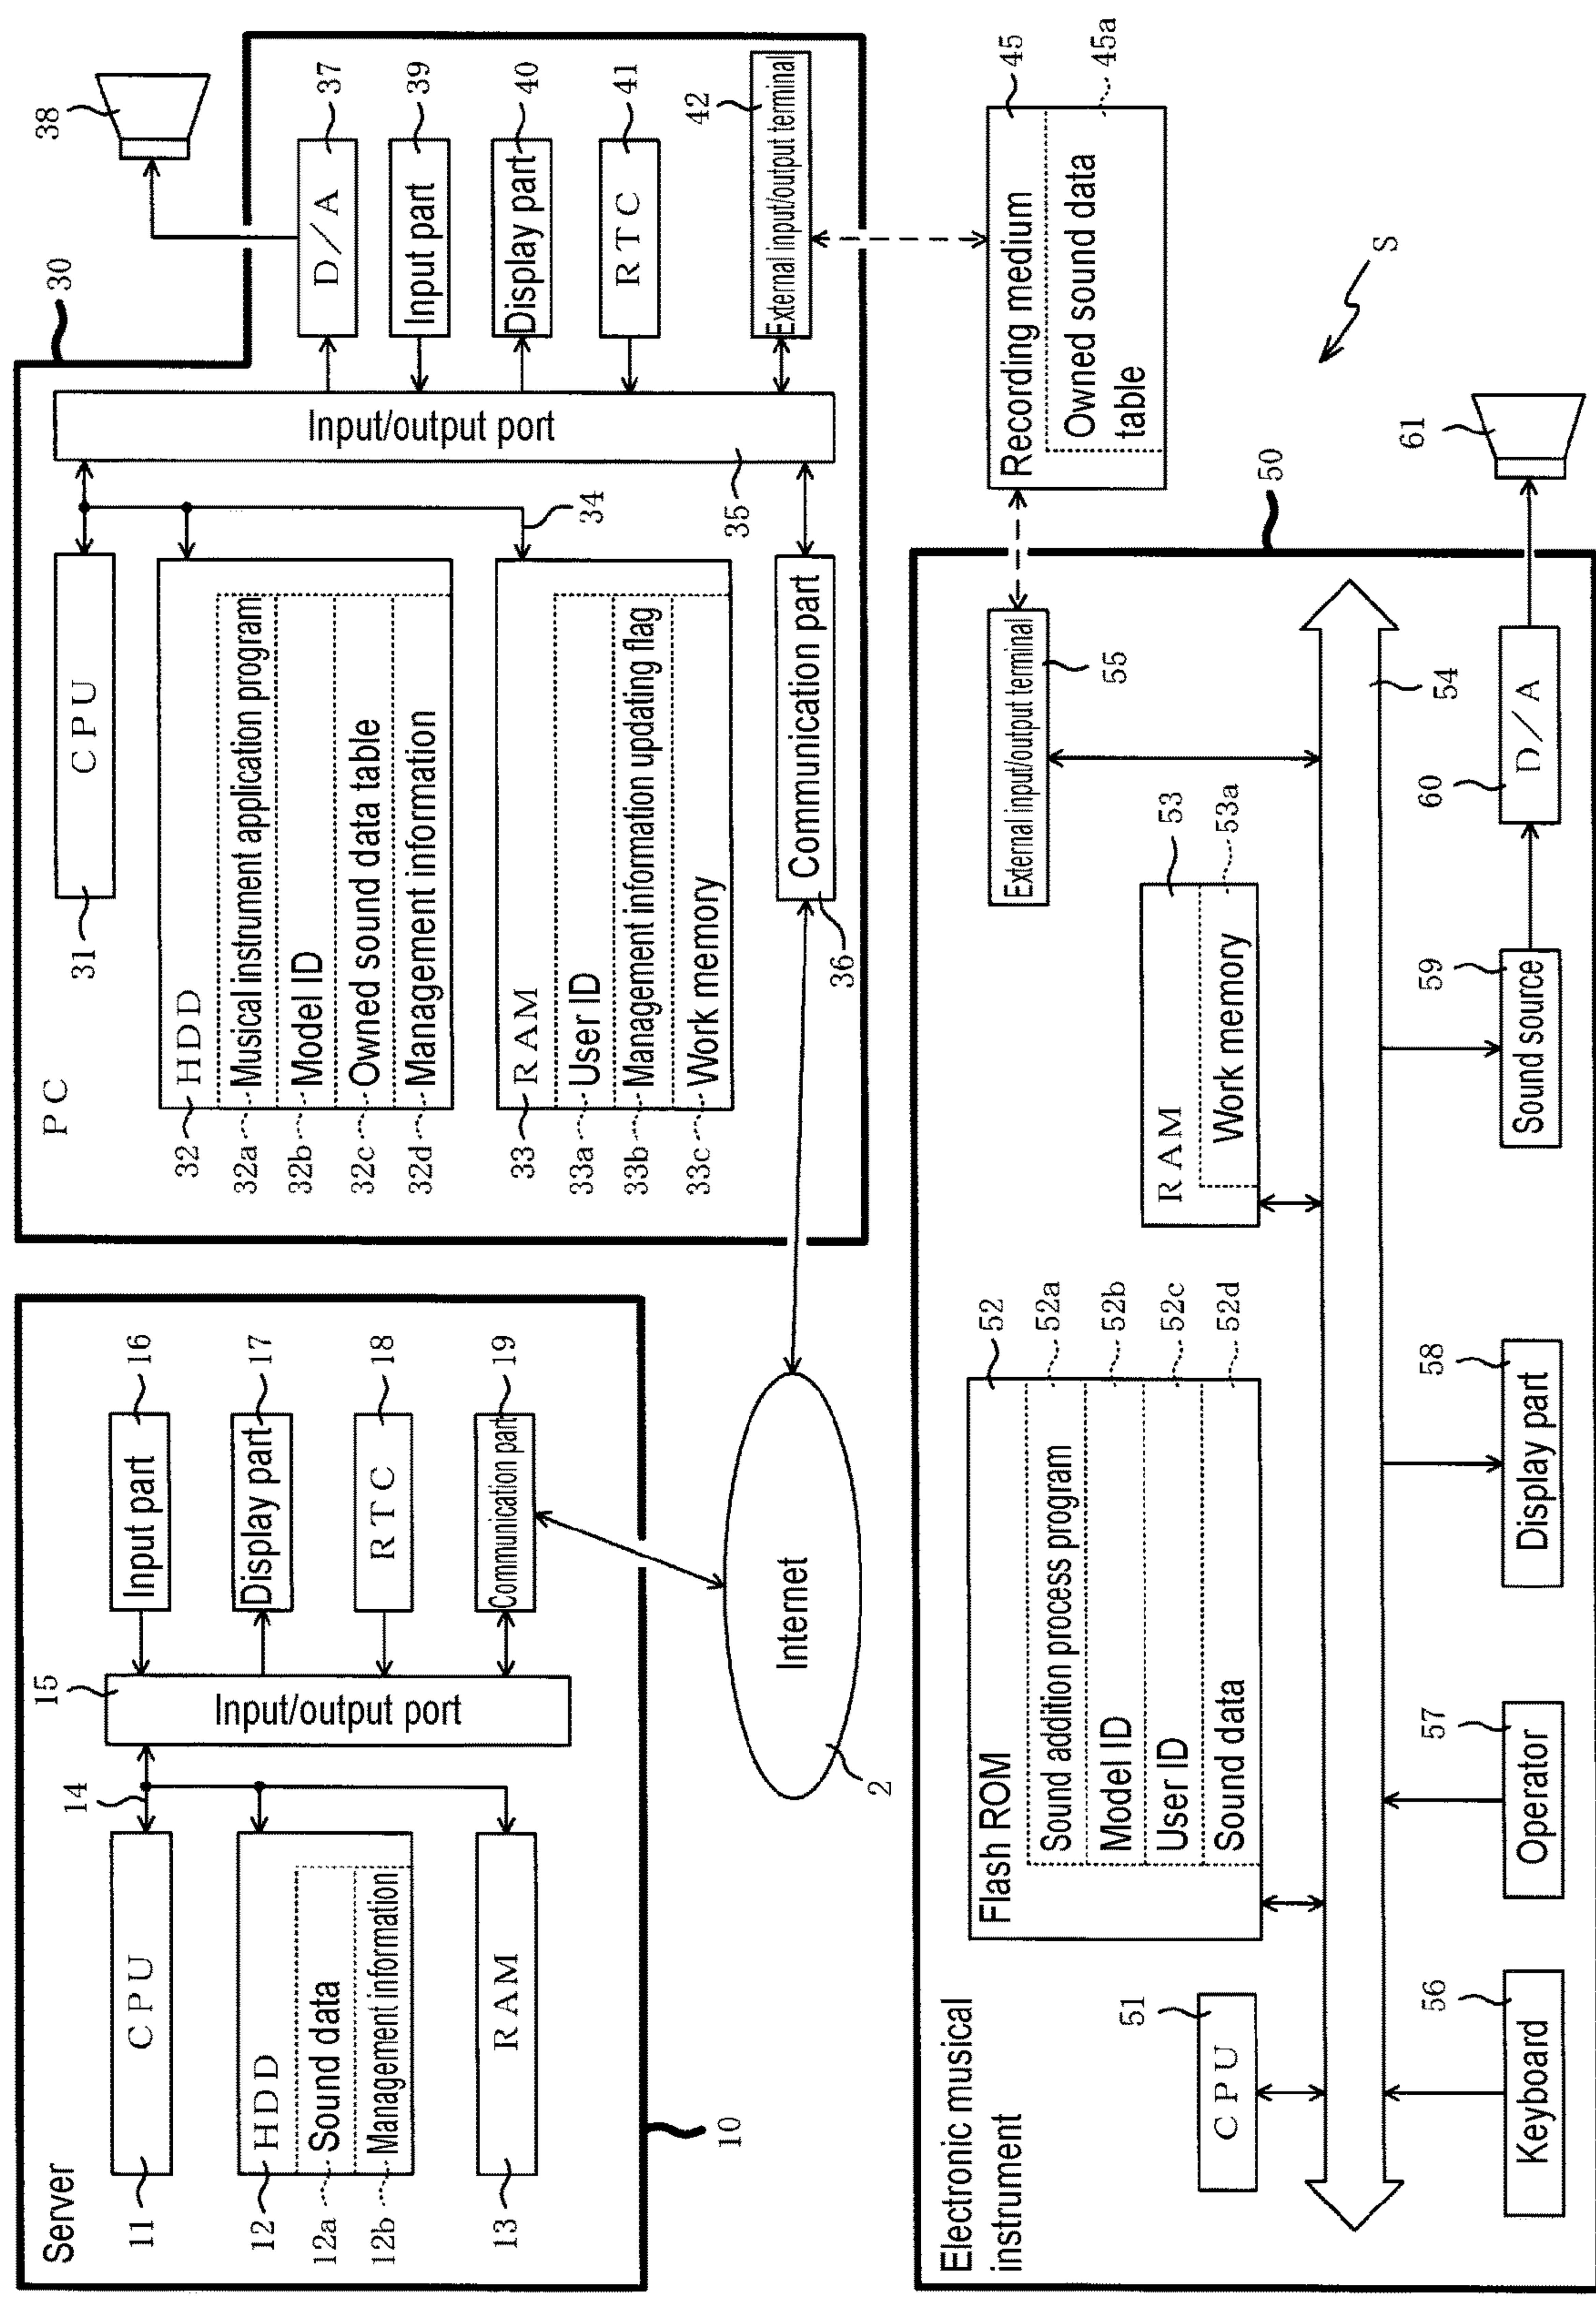 Server
11
CPU
12
HDD
12a
Sound data
12b
Management information
13
RAM
14
15
Input/output port
16
Input part
17
Display part
18
RTC
19
Communication part
10
Internet
2
PC
30
31
CPU
32
HDD
32a
Musical instrument application program
32b
Model ID
32c
Owned sound data table
32d
Management information
33
RAM
33a
User ID
33b
Management information updating flag
33c
Work memory
34
35
Input/output port
36
Communication part
37
D/A
38
39
Input part
40
Display part
41
RTC
42
External input/output terminal
45
Recording medium
45a
Owned sound data
table
S
Electronic musical
instrument
50
51
CPU
52
Flash ROM
52a
Sound addition process program
52b
Model ID
52c
User ID
52d
Sound data
53
RAM
53a
Work memory
54
55
External input/output terminal
56
Keyboard
57
Operator
58
Display part
59
Sound source
60
D/A
61